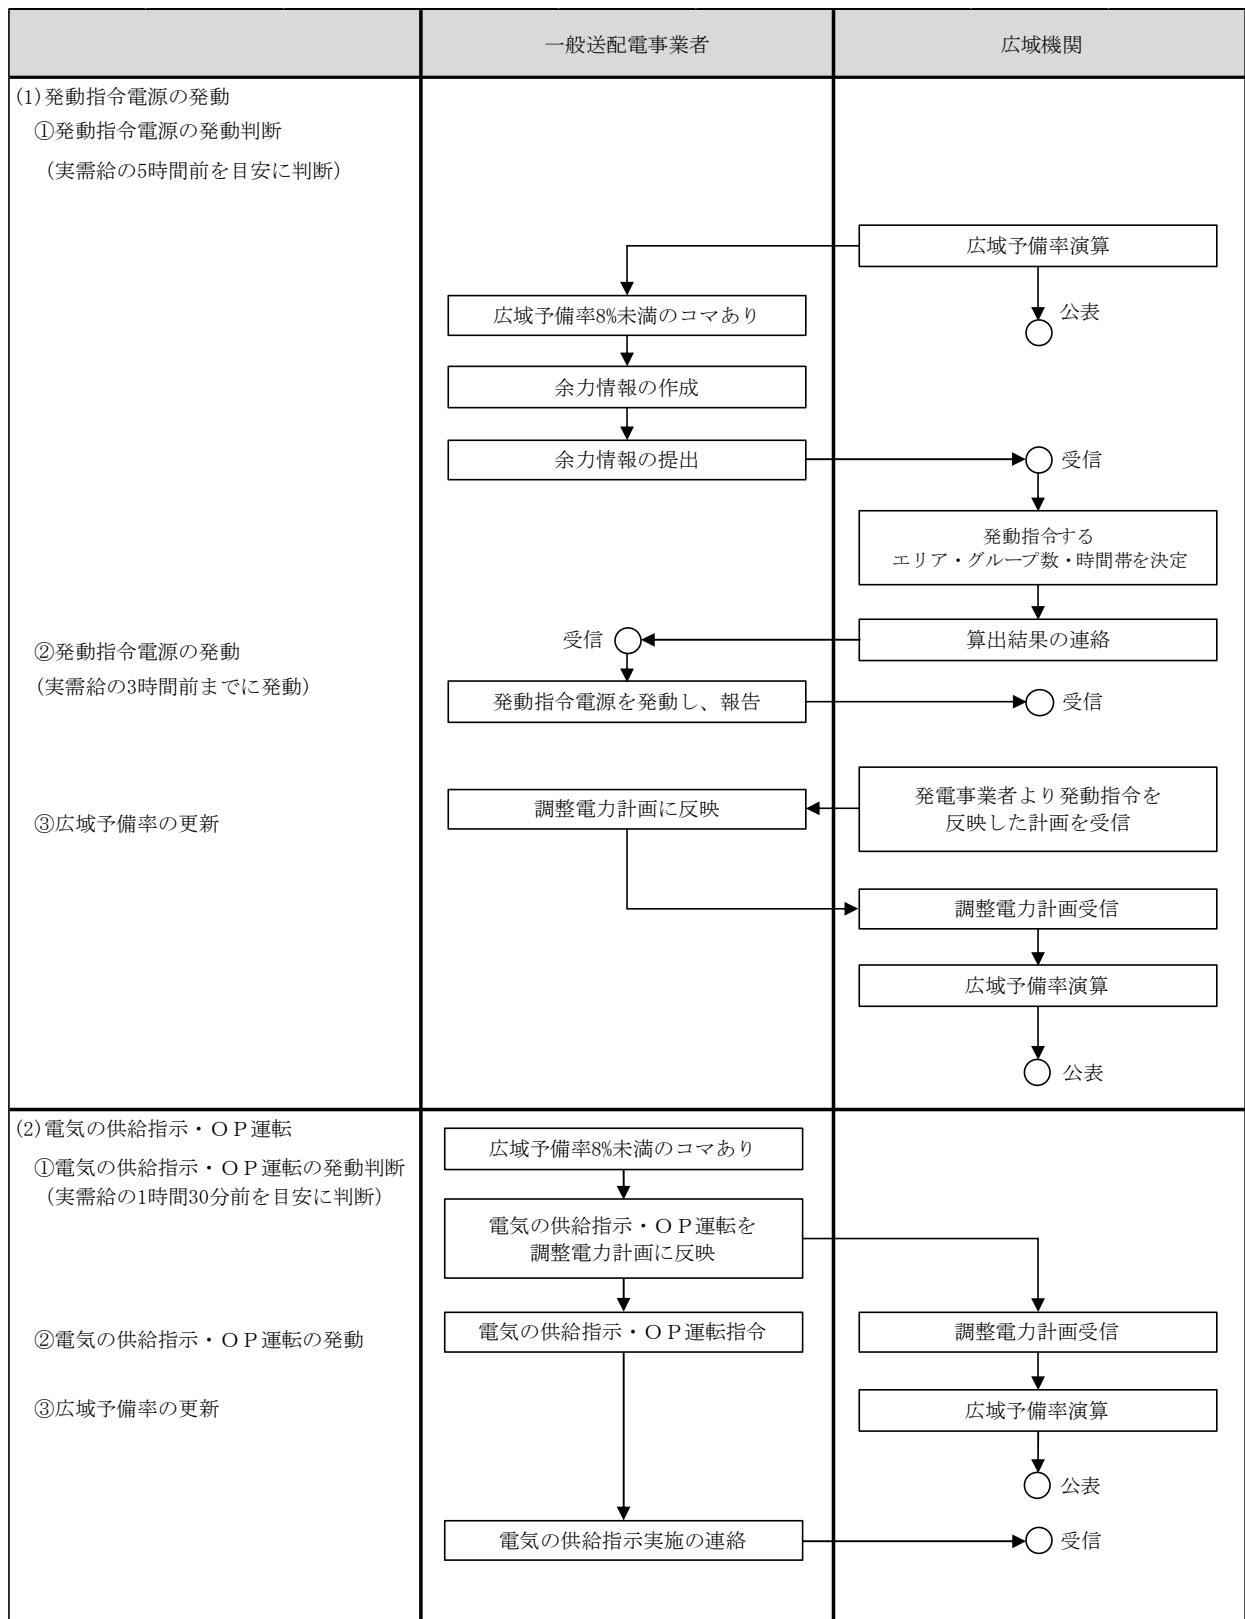 一般送配電事業者
広域機関
(1)発動指令電源の発動
①発動指令電源の発動判断
（実需給の5時間前を目安に判断）
広域予備率演算
広域予備率8%未満のコマあり
公表
余力情報の作成
余力情報の提出
受信
発動指令する
エリア・グループ数・時間帯を決定
②発動指令電源の発動
(実需給の3時間前までに発動)
受信
算出結果の連絡
発動指令電源を発動し、報告
受信
③広域予備率の更新
調整電力計画に反映
発電事業者より発動指令を
反映した計画を受信
調整電力計画受信
広域予備率演算
公表
(2)電気の供給指示・ＯＰ運転
①電気の供給指示・ＯＰ運転の発動判断
（実需給の1時間30分前を目安に判断）
広域予備率8%未満のコマあり
電気の供給指示・ＯＰ運転を
調整電力計画に反映
②電気の供給指示・ＯＰ運転の発動
電気の供給指示・ＯＰ運転指令
調整電力計画受信
③広域予備率の更新
広域予備率演算
公表
電気の供給指示実施の連絡
受信